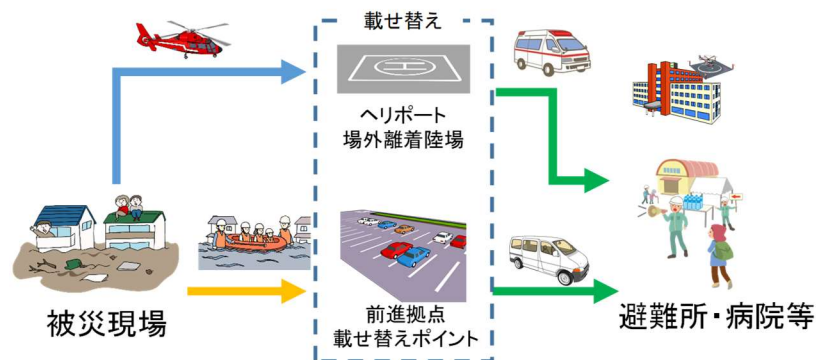 載せ替え
ヘリポート
場外離着陸場
被災現場
前進拠点
載せ替えポイント
避難所・病院等